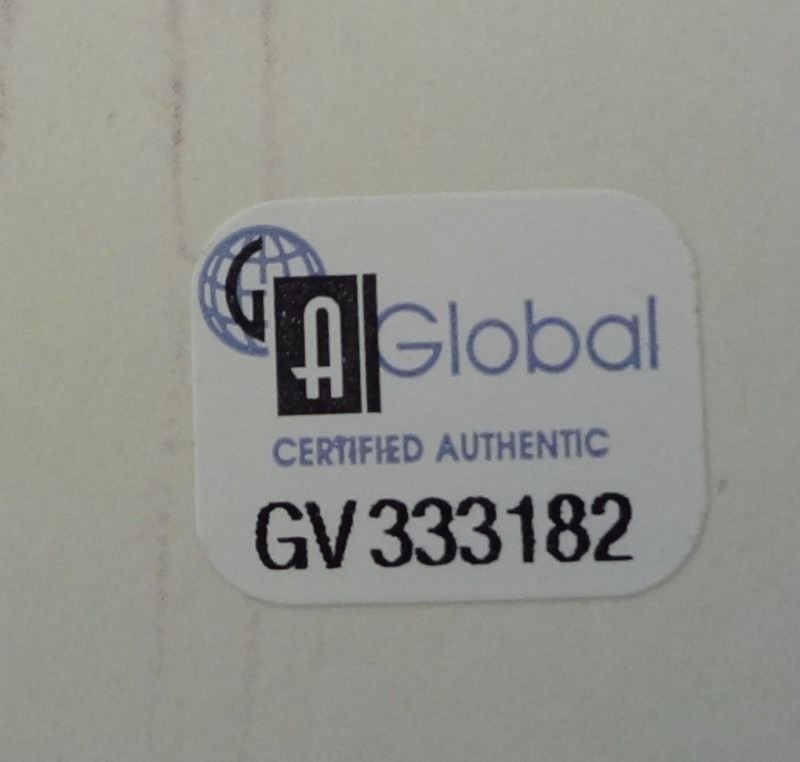 GA Global
CERTIFIED AUTHENTIC
GV333182